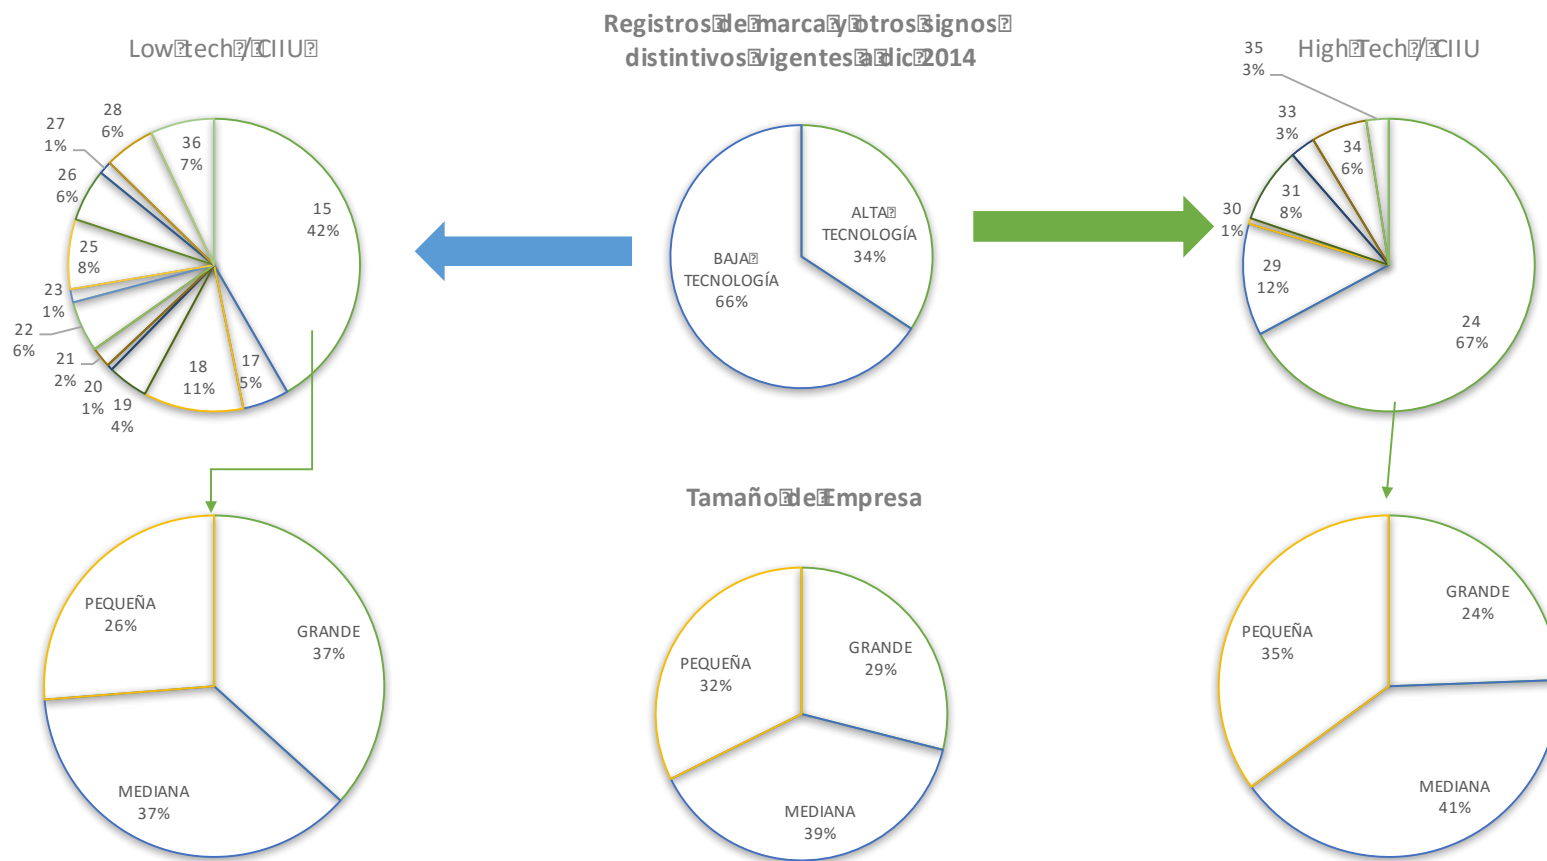 Low tech / CIIU
Registros de marca y otros signos
distintivos vigentes a dic 2014
High Tech / CIIU
15
42%
17
5%
18
11%
19
4%
20
1%
21
2%
22
6%
23
1%
25
8%
26
6%
27
1%
28
6%
36
7%
ALTA
TECNOLOGÍA
34%
BAJA
TECNOLOGÍA
66%
24
67%
29
12%
30
1%
31
8%
33
3%
34
6%
35
3%
Tamaño de Empresa
PEQUEÑA
26%
GRANDE
37%
MEDIANA
37%
PEQUEÑA
32%
GRANDE
29%
MEDIANA
39%
PEQUEÑA
35%
GRANDE
24%
MEDIANA
41%